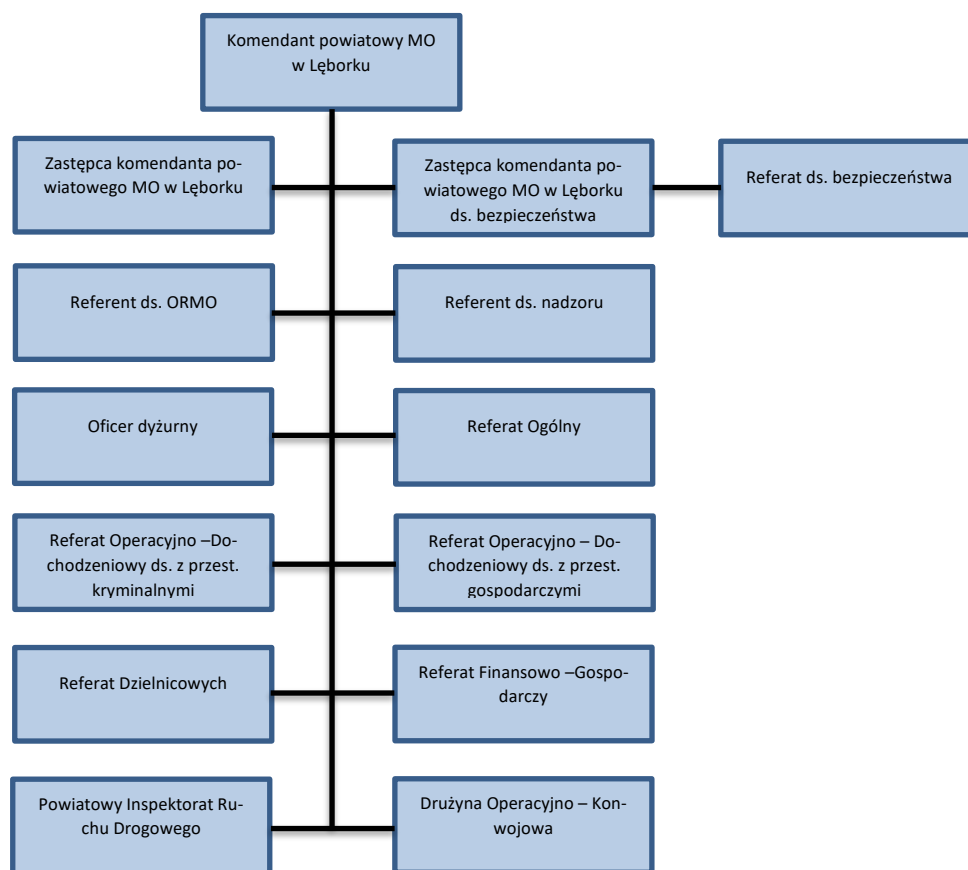 Komendant powiatowy MO
w Lęborku
Zastępca komendanta po-
wiatowego MO w Lęborku
Zastępca komendanta po-
wiatowego MO w Lęborku
ds. bezpieczeństwa
Referat ds. bezpieczeństwa
Referent ds. ORMO
Referent ds. nadzoru
Oficer dyżurny
Referat Ogólny
Referat Operacyjno –Do-
chodzeniowy ds. z przest.
kryminalnymi
Referat Operacyjno – Do-
chodzeniowy ds. z przest.
gospodarczymi
Referat Dzielnicowych
Referat Finansowo –Gospo-
darczy
Powiatowy Inspektorat Ru-
chu Drogowego
Drużyna Operacyjno – Kon-
wojowa